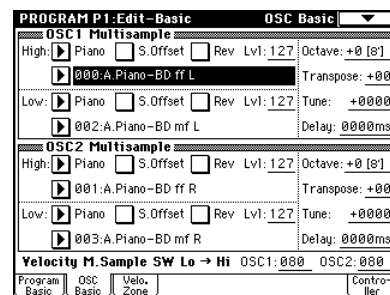 PROGRAM P1:Edit-Basic OSC Basic
OSC1 Multisample
High: Piano S.Offset Rev Lvl:127 Octave:+0 [8']
000:A.Piano-BD ff L Transpose:+00
Low: Piano S.Offset Rev Lvl:127 Tune: +0000
002:A.Piano-BD mf L Delay:0000ms
OSC2 Multisample
High: Piano S.Offset Rev Lvl:127 Octave:+0 [8']
001:A.Piano-BD ff R Transpose:+00
Low: Piano S.Offset Rev Lvl:127 Tune: +0000
003:A.Piano-BD mf R Delay:0000ms
Velocity M.Sample SW Lo → Hi OSC1:080 OSC2:080
Program Basic OSC Basic Velo. Zone Contro- ller